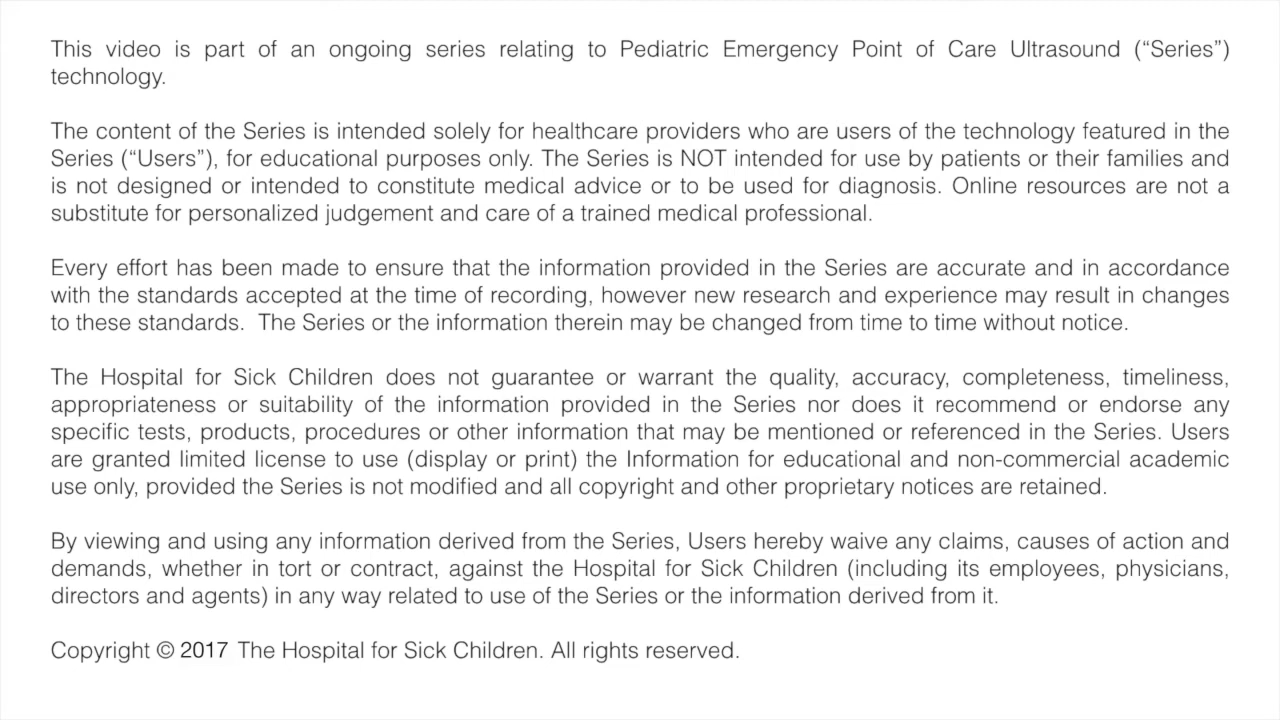 This video is part of an ongoing series relating to Pediatric Emergency Point of Care Ultrasound (“Series”)
technology.
The content of the Series is intended solely for healthcare providers who are users of the technology featured in the
Series (“Users”), for educational purposes only. The Series is NOT intended for use by patients or their families and
is not designed or intended to constitute medical advice or to be used for diagnosis. Online resources are not a
substitute for personalized judgement and care of a trained medical professional.
Every effort has been made to ensure that the information provided in the Series are accurate and in accordance
with the standards accepted at the time of recording, however new research and experience may result in changes
to these standards.  The Series or the information therein may be changed from time to time without notice.
The Hospital for Sick Children does not guarantee or warrant the quality, accuracy, completeness, timeliness,
appropriateness or suitability of the information provided in the Series nor does it recommend or endorse any
specific tests, products, procedures or other information that may be mentioned or referenced in the Series. Users
are granted limited license to use (display or print) the Information for educational and non-commercial academic
use only, provided the Series is not modified and all copyright and other proprietary notices are retained.
By viewing and using any information derived from the Series, Users hereby waive any claims, causes of action and
demands, whether in tort or contract, against the Hospital for Sick Children (including its employees, physicians,
directors and agents) in any way related to use of the Series or the information derived from it.
Copyright © 2017 The Hospital for Sick Children. All rights reserved.